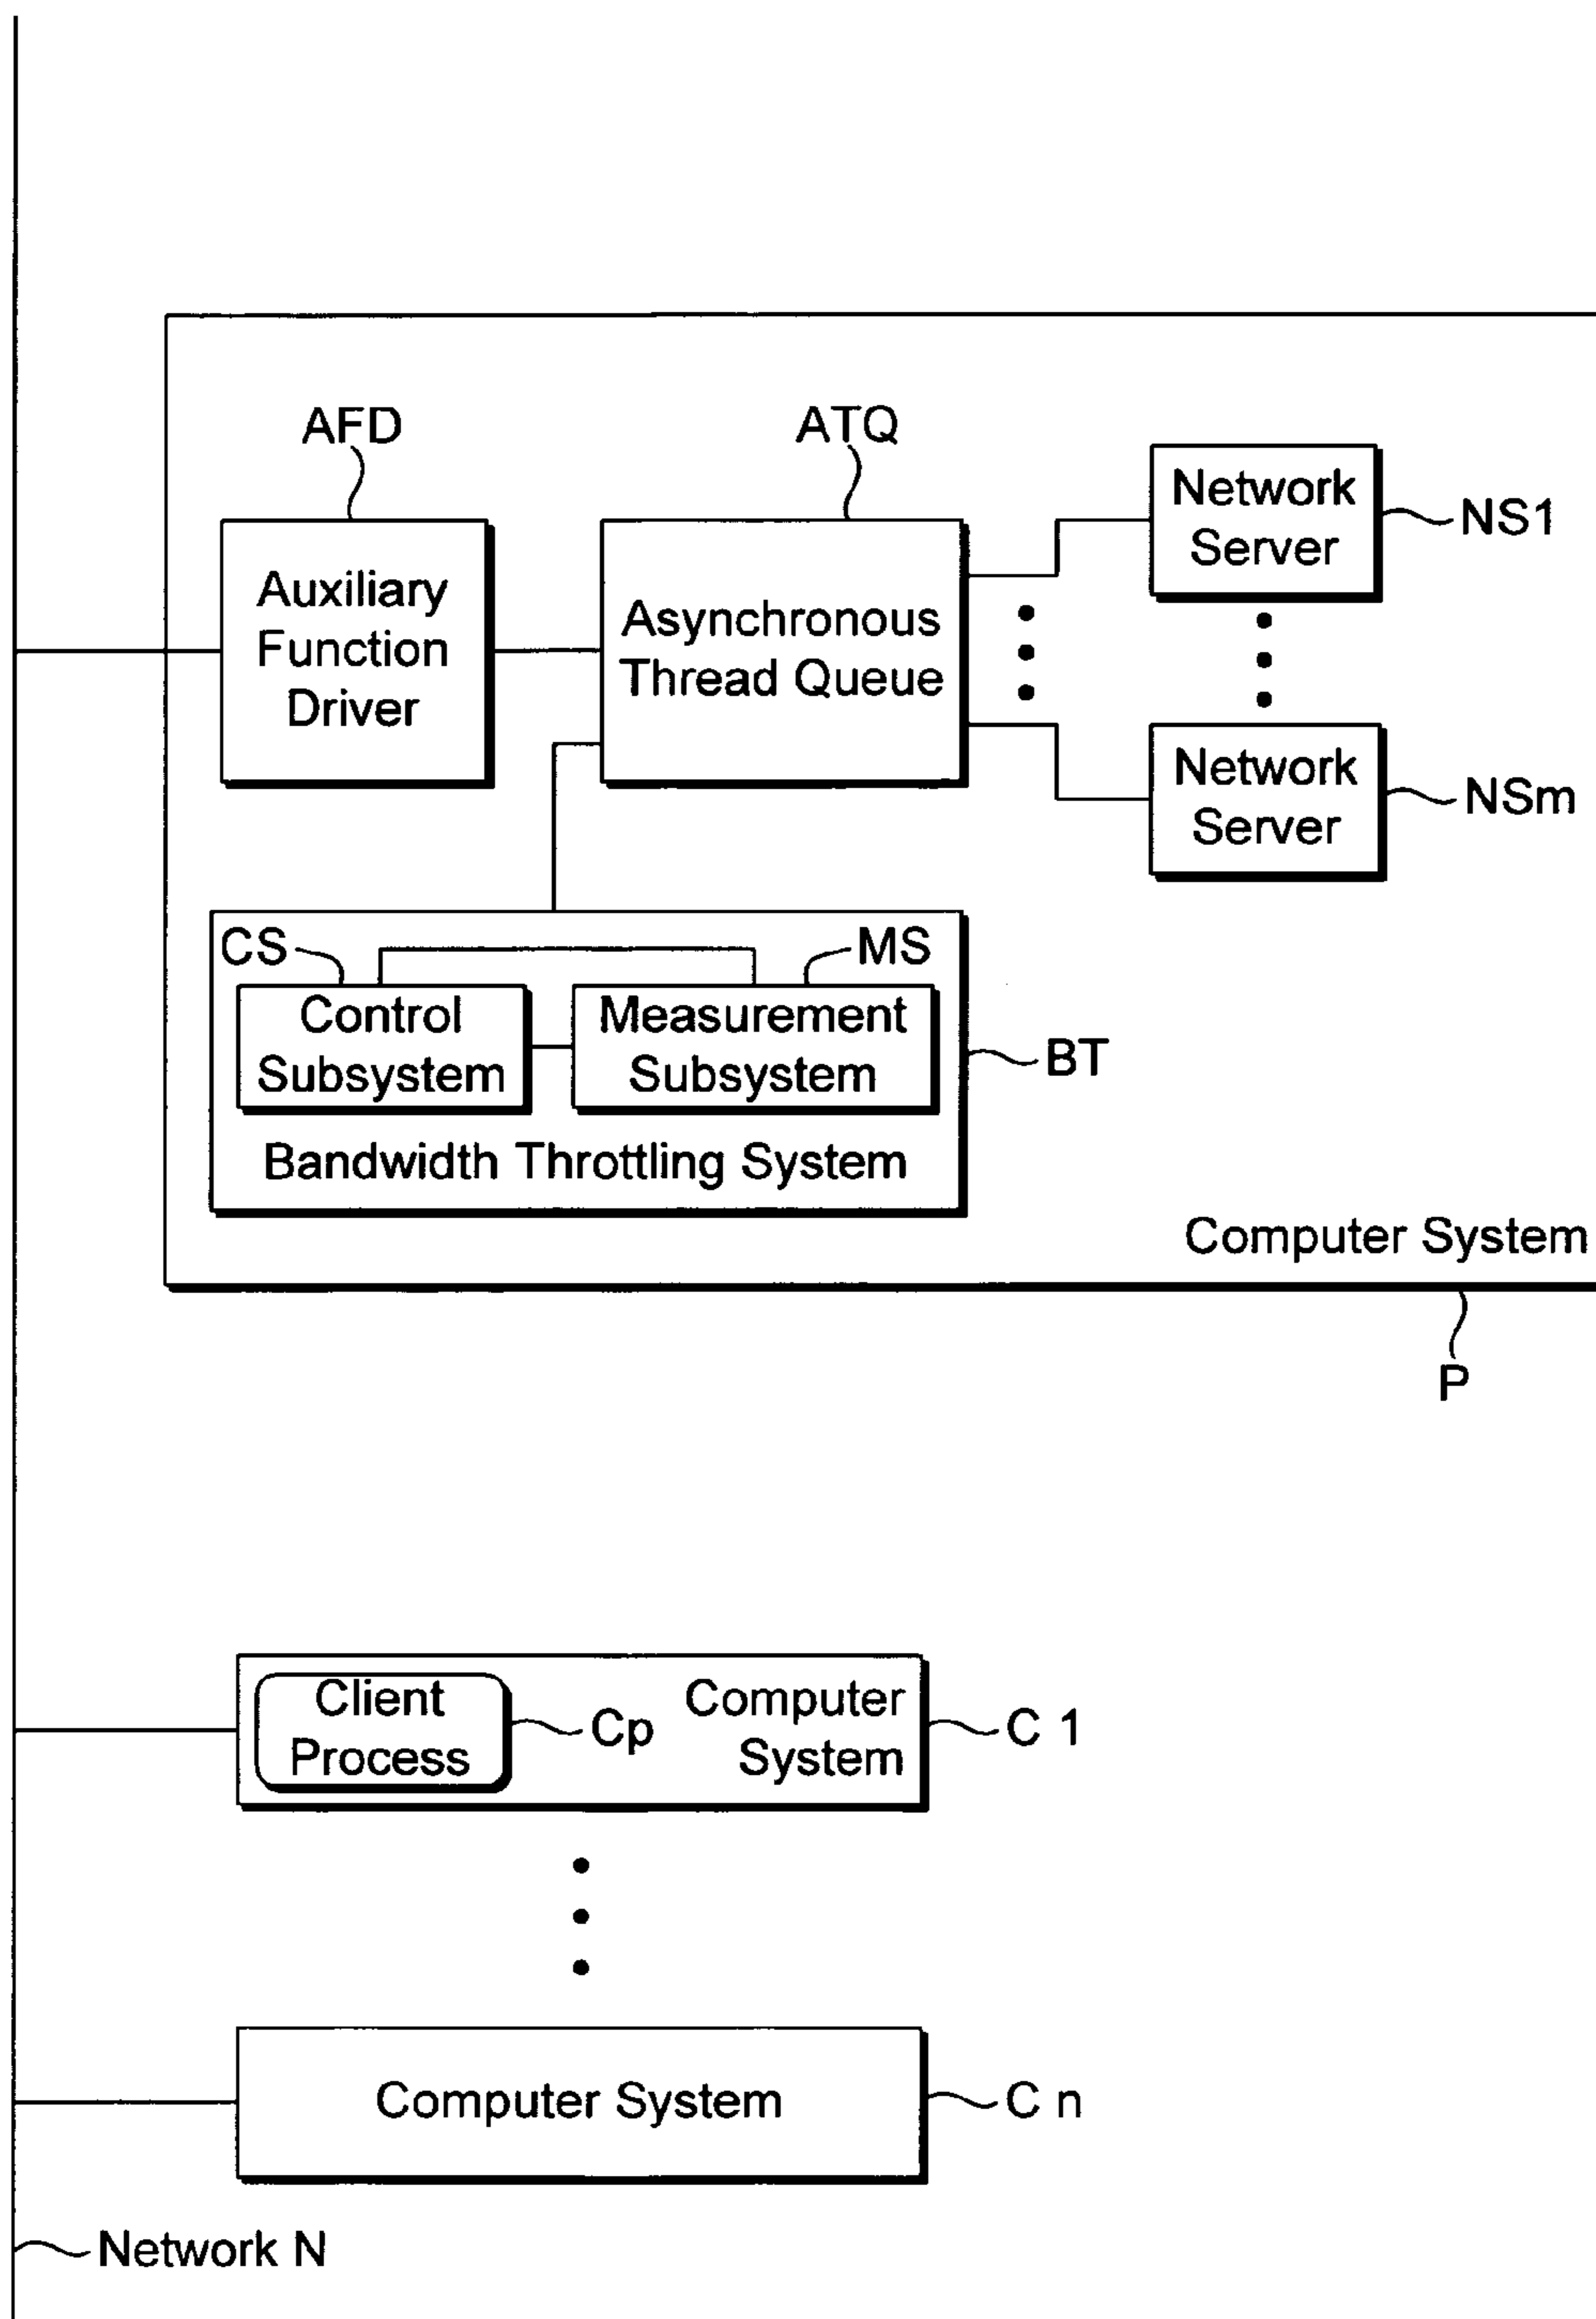 AFD
ATQ
Auxiliary
Function
Driver
Asynchronous
Thread Queue
Network
Server
NS1
Network
Server
NSm
CS
MS
Control
Subsystem
Measurement
Subsystem
BT
Bandwidth Throttling System
Computer System
P
Client
Process
Cp
Computer
System
C 1
Computer System
C n
Network N